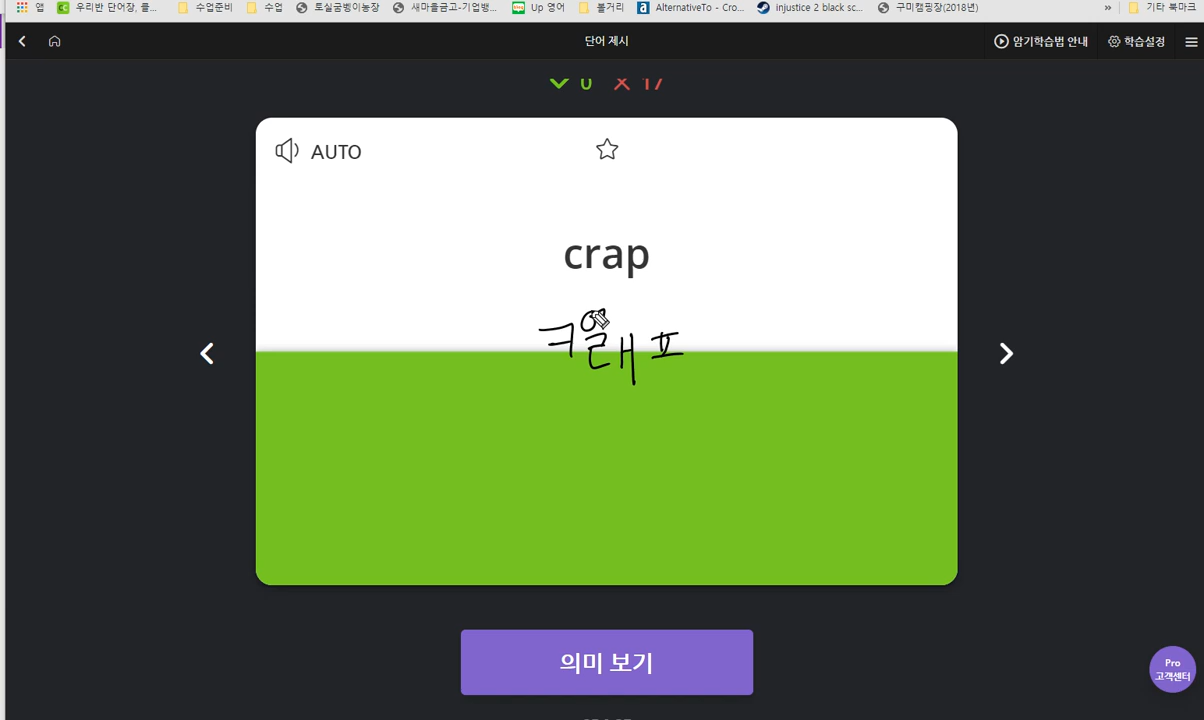 앱 우리반 단어장, 클... 수업준비 수업 토실굼벵이농장 새마을금고-기업뱅... Up 영어 볼거리 AlternativeTo - Cro... injustice 2 black sc... 구미캠핑장(2018년) » 기타 북마크
단어 제시 암기학습법 안내 학습설정
0 17
AUTO
crap
의미 보기
Pro
고객센터